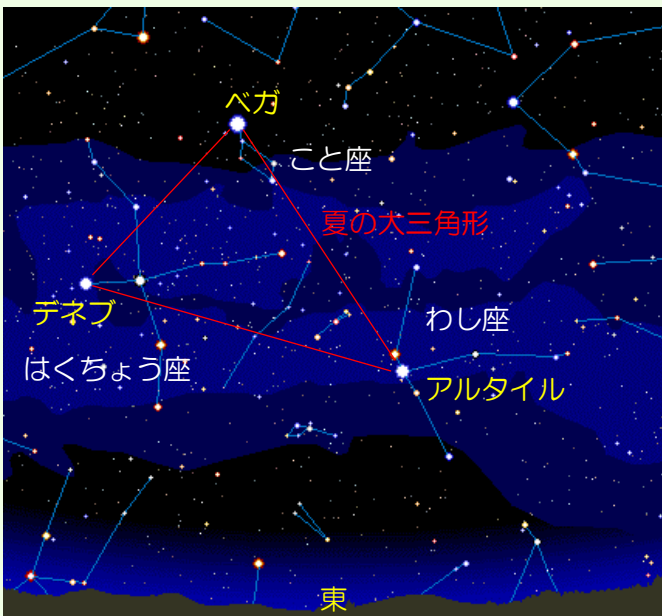 ベガ
こと座
夏の大三角形
デネブ
わし座
はくちょう座
アルタイル
東